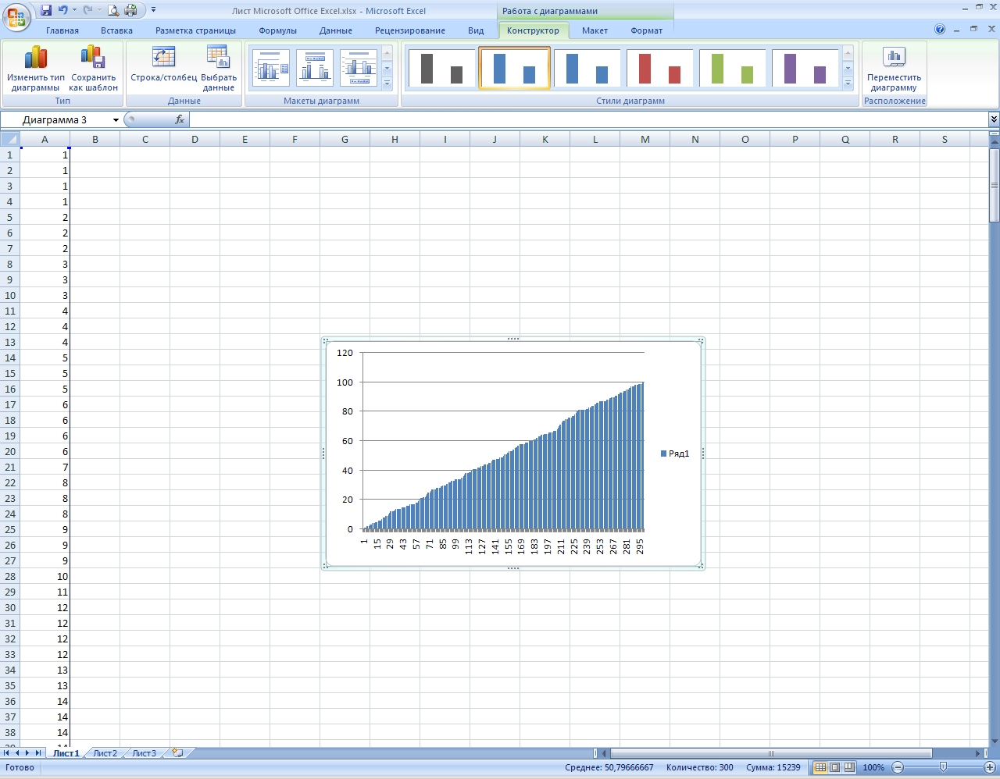 Лист Microsoft Office Excel.xlsx - Microsoft Excel
Работа с диаграммами
Главная Вставка Разметка страницы Формулы Данные Рецензирование Вид Конструктор Макет Формат
Изменить тип диаграммы
Сохранить как шаблон
Строка/столбец
Выбрать данные
Переместить диаграмму
Тип Данные Макеты диаграмм Стили диаграмм Расположение
Диаграмма 3
fx
A B C D E F G H I J K L M N O P Q R S
1 1
2 1
3 1
4 1
5 2
6 2
7 2
8 3
9 3
10 3
11 4
12 4
13 4
14 5
15 5
16 5
17 6
18 6
19 6
20 6
21 7
22 8
23 8
24 8
25 9
26 9
27 9
28 10
29 11
30 12
31 12
32 12
33 12
34 13
35 13
36 14
37 14
38 14
39 14
120
100
80
60
40
20
0
1 15 29 43 57 71 85 99 113 127 141 155 169 183 197 211 225 239 253 267 281 295
Ряд1
Лист1 Лист2 Лист3
Готово
Среднее: 50,79666667 Количество: 300 Сумма: 15239
100%